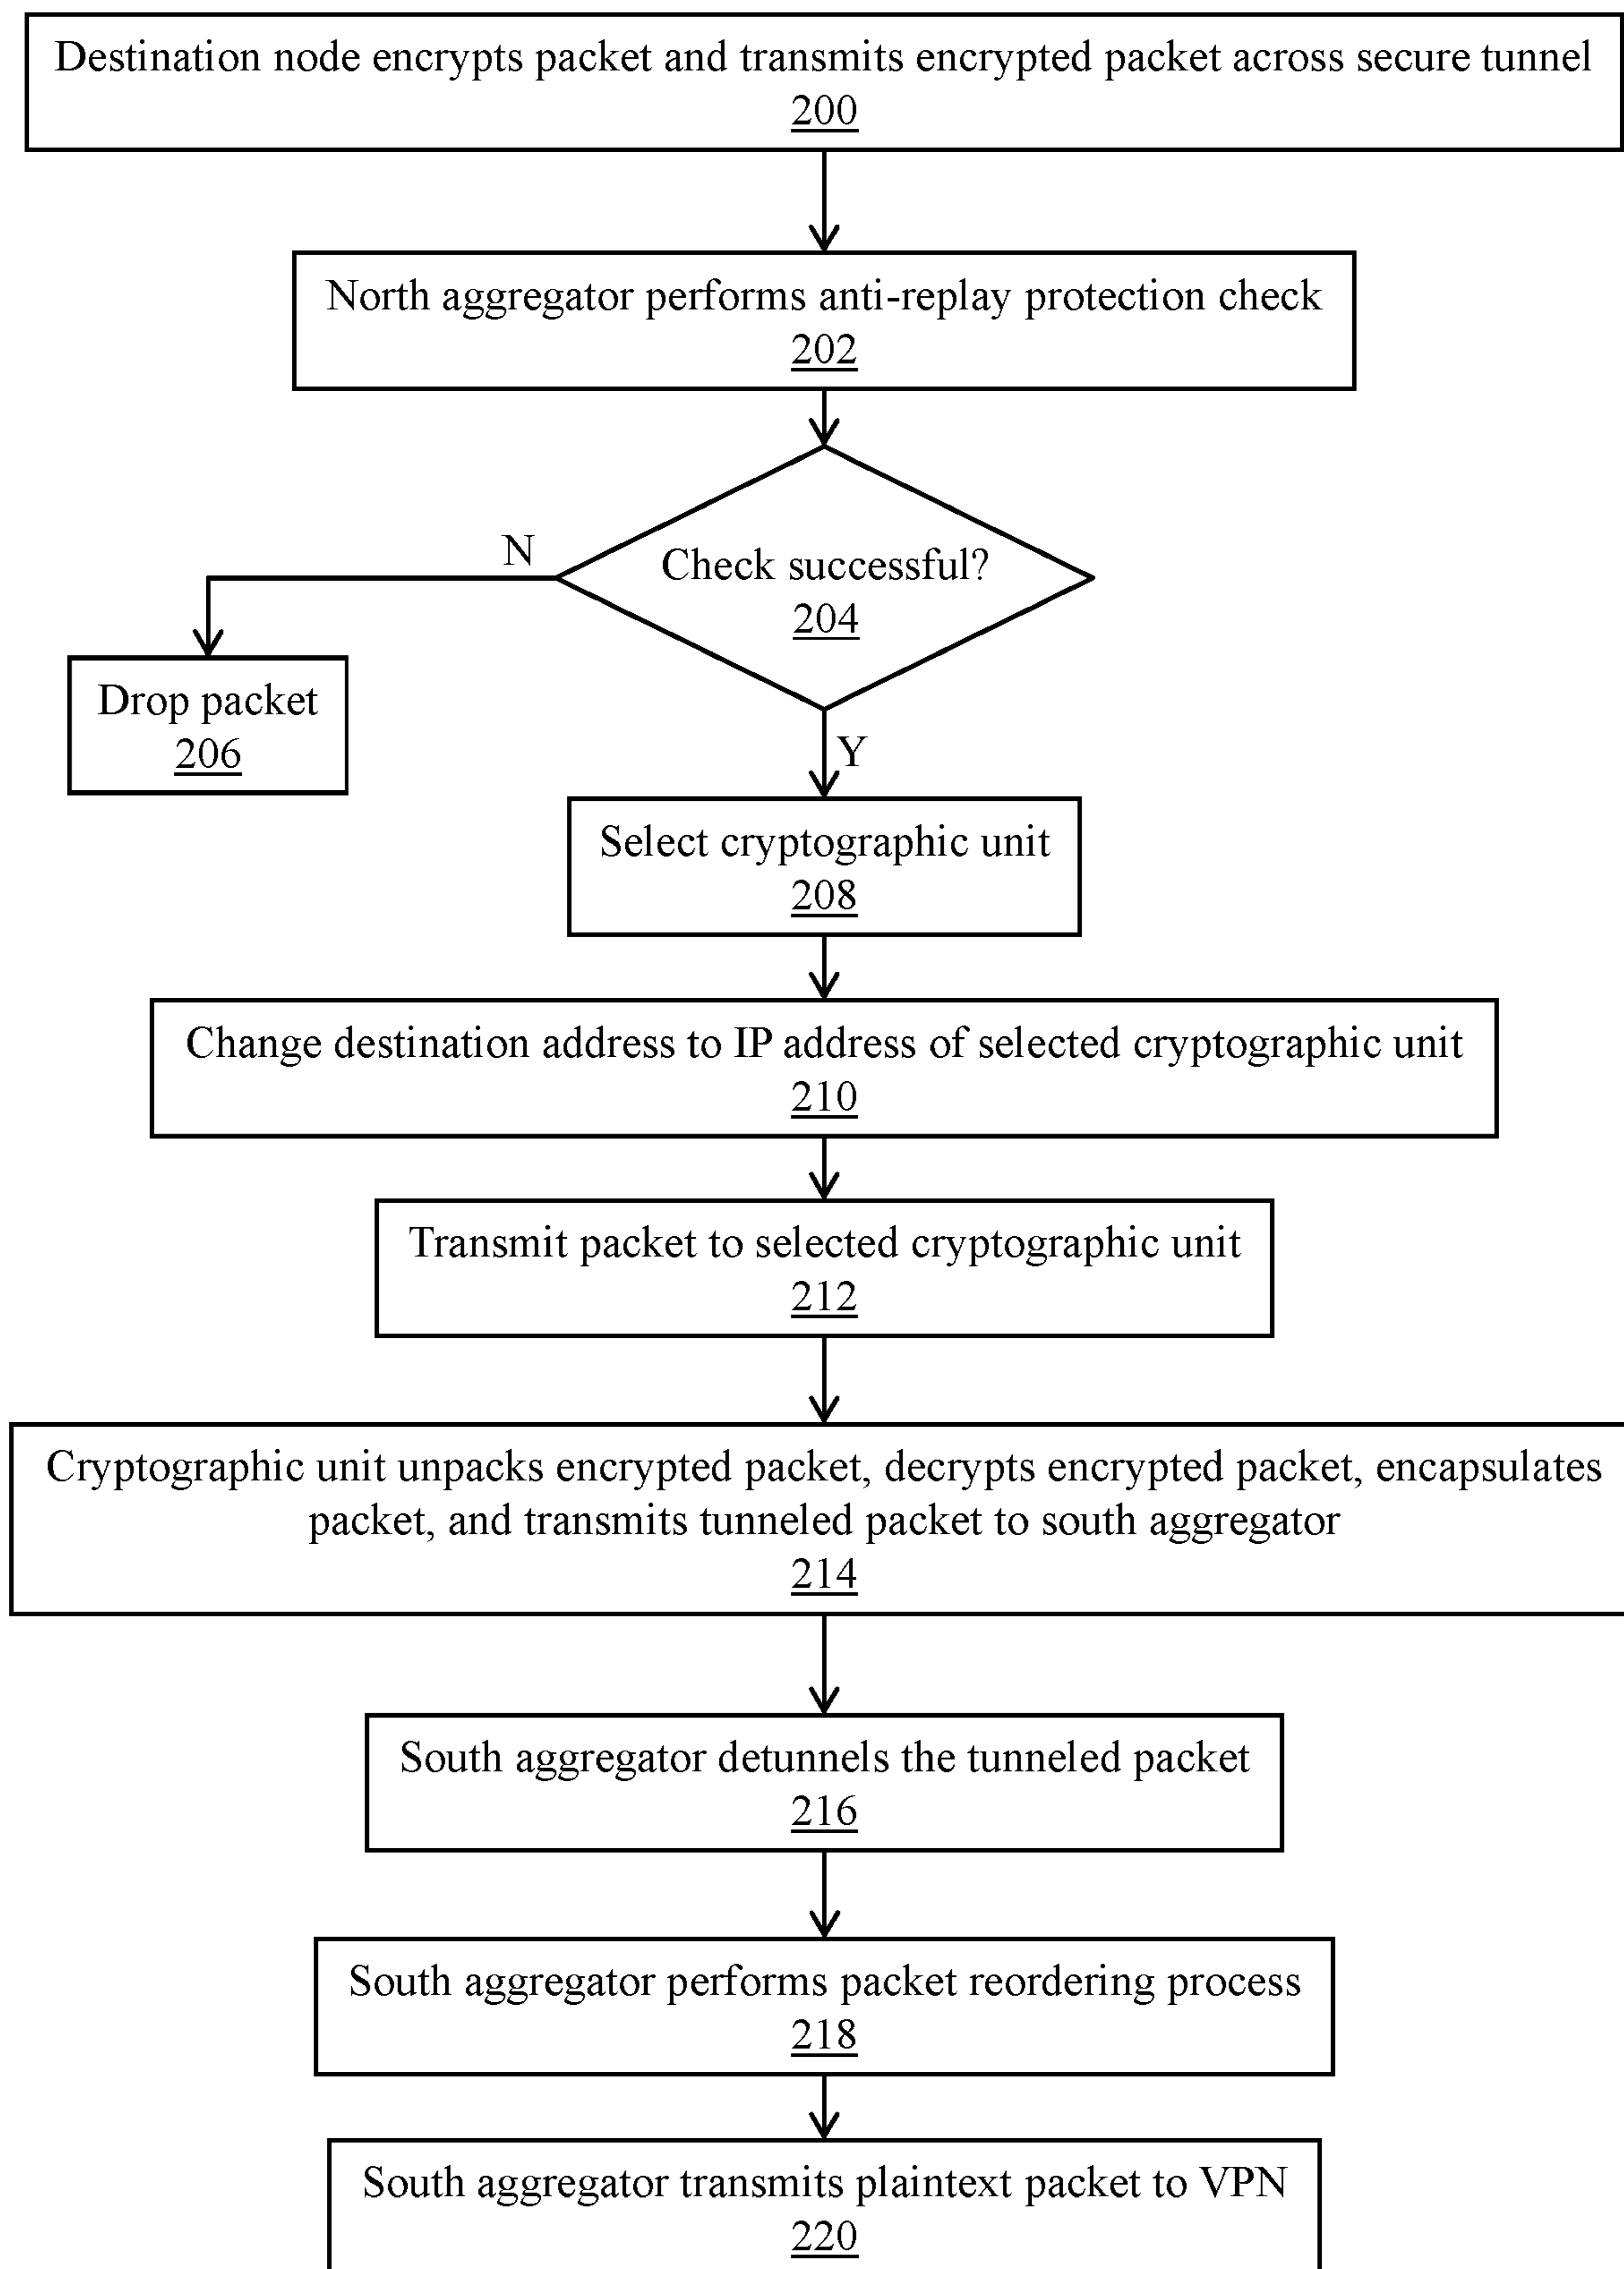 Destination node encrypts packet and transmits encrypted packet across secure tunnel
200
North aggregator performs anti-replay protection check
202
Check successful?
204
N
Drop packet
206
Y
Select cryptographic unit
208
Change destination address to IP address of selected cryptographic unit
210
Transmit packet to selected cryptographic unit
212
Cryptographic unit unpacks encrypted packet, decrypts encrypted packet, encapsulates
packet, and transmits tunneled packet to south aggregator
214
South aggregator detunnels the tunneled packet
216
South aggregator performs packet reordering process
218
South aggregator transmits plaintext packet to VPN
220